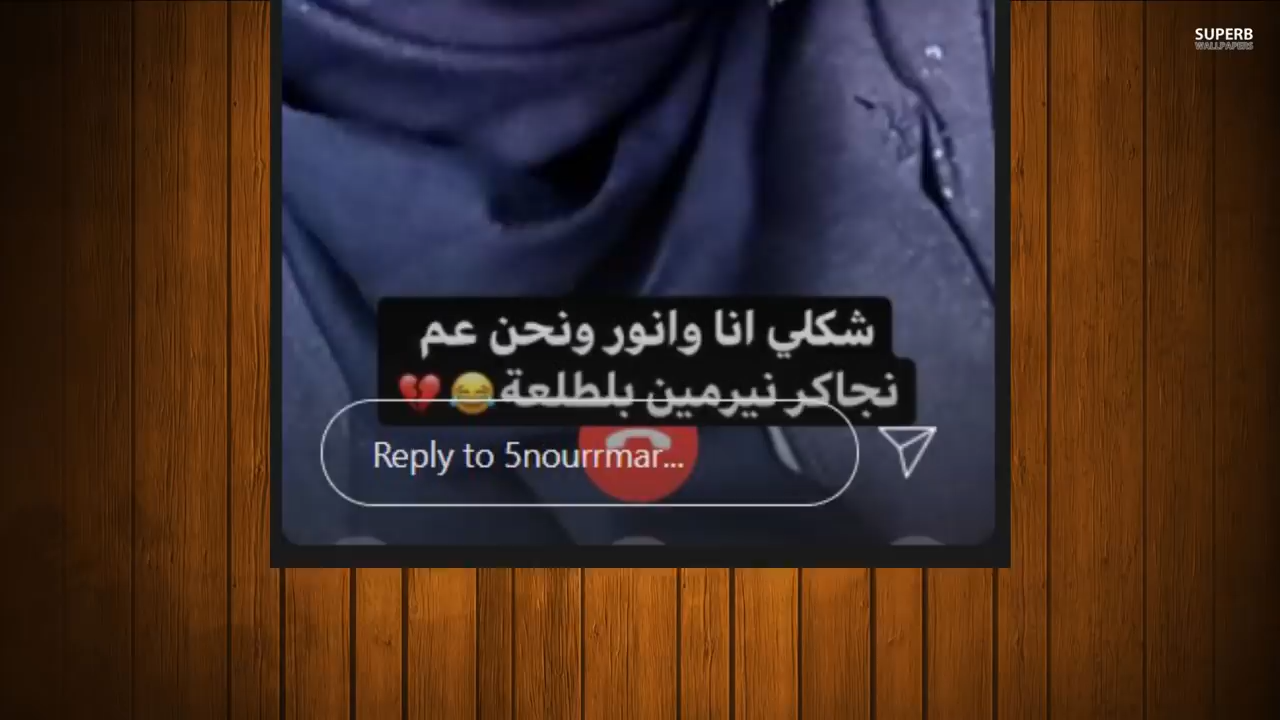 SUPERB
WALLPAPERS
شكلي انا وانور ونحن عم
نجاكر نيرمين بلطلعة😂💔
Reply to 5nourrmar...